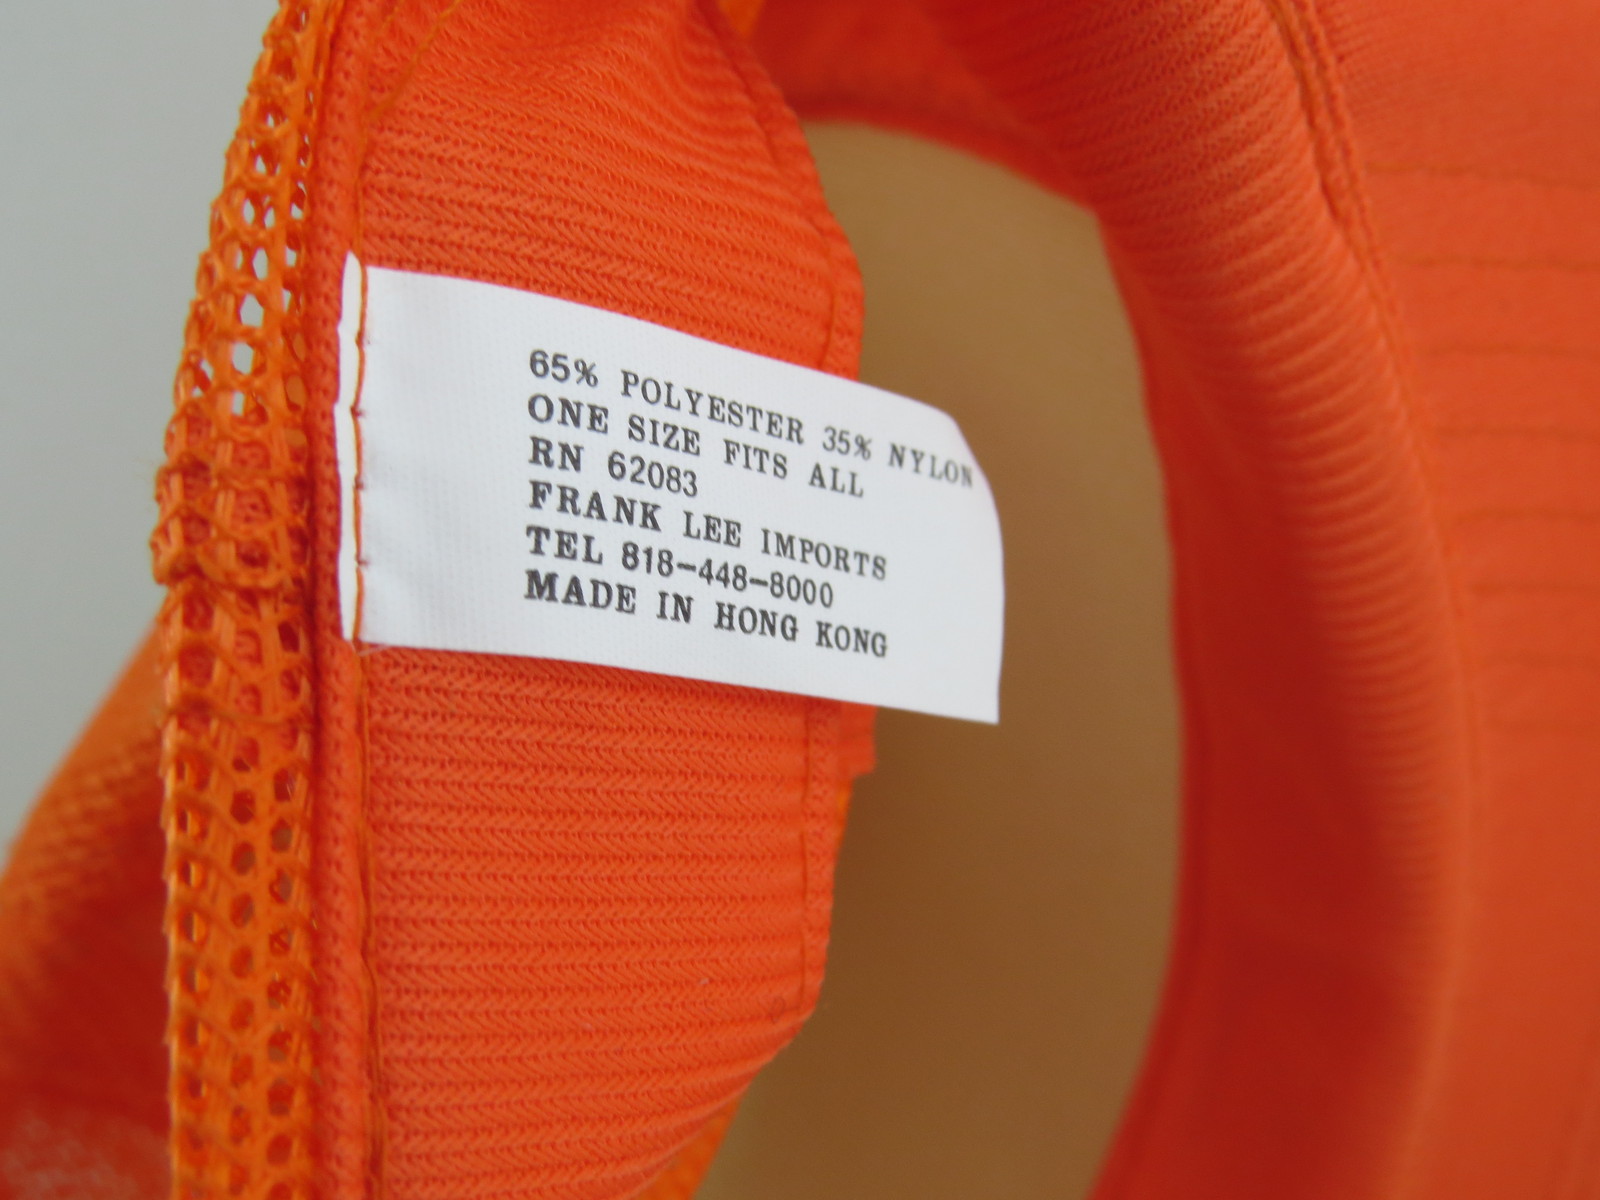 65% POLYESTER 35% NYLON
ONE SIZE FITS ALL
RN 62083
FRANK LEE IMPORTS
TEL 818-448-8000
MADE IN HONG KONG